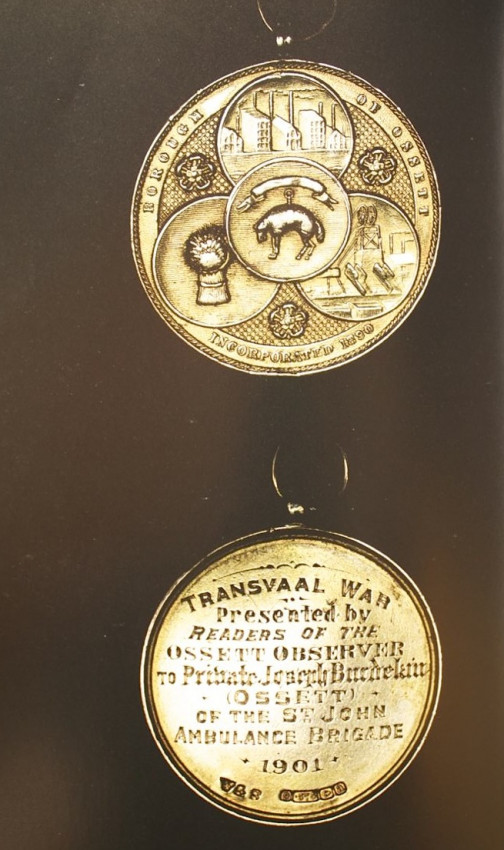 BOROUGH OF OSSETT
INCORPORATED 1890
TRANSVAAL WAR
Presented by
READERS OF THE
OSSETT OBSERVER
TO Private Joseph
(OSSETT)
OF THE ST JOHN
AMBULANCE BRIGADE
1901